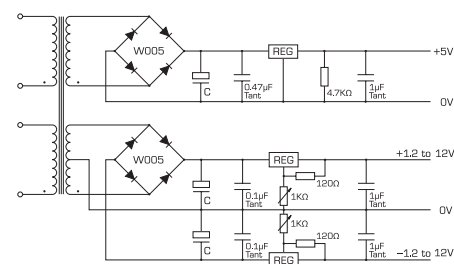 W005
C
0.47µF
Tant
REG
4.7KΩ
1µF
Tant
+5V
0V
W005
C
0.1µF
Tant
REG
120Ω
1KΩ
1µF
Tant
+1.2 to 12V
0V
C
0.1µF
Tant
1KΩ
120Ω
REG
1µF
Tant
−1.2 to 12V